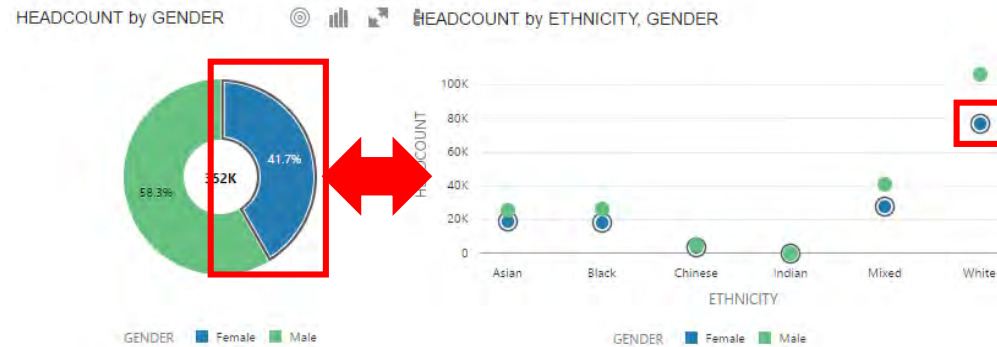 HEADCOUNT by GENDER
41.7%
352K
58.3%
GENDER Female Male
HEADCOUNT by ETHNICITY, GENDER
HEADCOUNT
100K
80K
60K
40K
20K
0
Asian Black Chinese Indian Mixed White
ETHNICITY
GENDER Female Male